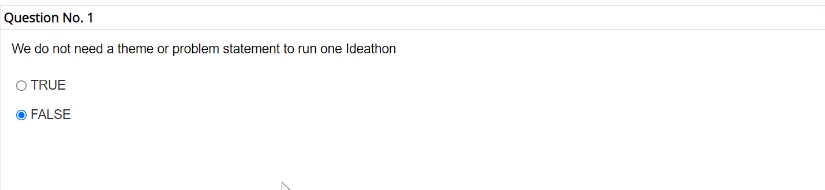 Question No. 1
We do not need a theme or problem statement to run one Ideathon
TRUE
FALSE